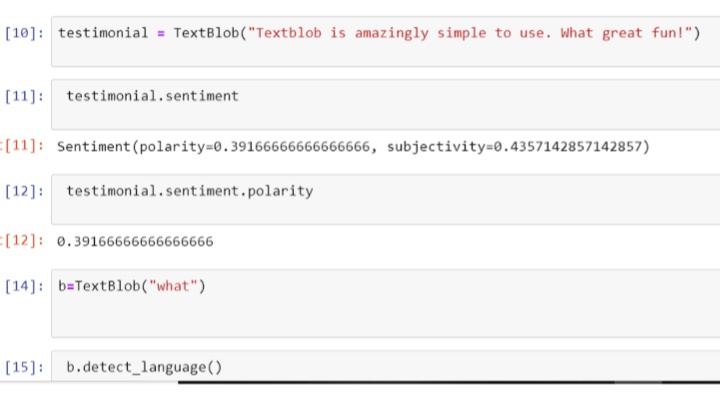 [10]: testimonial = TextBlob("Textblob is amazingly simple to use. What great fun!")
[11]: testimonial.sentiment
[11]: Sentiment(polarity=0.39166666666666666, subjectivity=0.4357142857142857)
[12]: testimonial.sentiment.polarity
[12]: 0.39166666666666666
[14]: b=TextBlob("what")
[15]: b.detect_language()